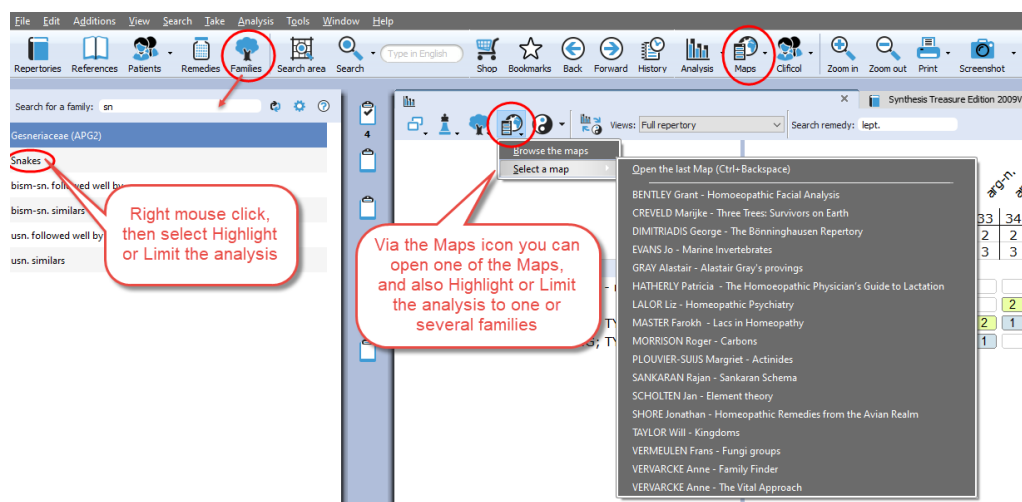 File Edit Additions View Search Take Analysis Tools Window Help
Repertories References Patients Remedies Families Search area Search Type in English Shop Bookmarks Back Forward History Analysis Maps Clificol Zoom in Zoom out Print Screenshot
Search for a family: sn
Gesneriaceae (APG2)
Snakes
bism-sn. followed well by
bism-sn. similars
usn. followed well by
usn. similars
Right mouse click,
then select Highlight
or Limit the analysis
4
Synthesis Treasure Edition 2009V
Views: Full repertory Search remedy: lept.
Browse the maps
Select a map
Via the Maps icon you can
open one of the Maps,
and also Highlight or Limit
the analysis to one or
several families
Open the last Map (Ctrl+Backspace)
BENTLEY Grant - Homoeopathic Facial Analysis
CREVELD Marijke - Three Trees: Survivors on Earth
DIMITRIADIS George - The Bönninghausen Repertory
EVANS Jo - Marine Invertebrates
GRAY Alastair - Alastair Gray's provings
HATHERLY Patricia - The Homoeopathic Physician's Guide to Lactation
LALOR Liz - Homeopathic Psychiatry
MASTER Farokh - Lacs in Homeopathy
MORRISON Roger - Carbons
PLOUVIER-SUIJS Margriet - Actinides
SANKARAN Rajan - Sankaran Schema
SCHOLTEN Jan - Element theory
SHORE Jonathan - Homeopathic Remedies from the Avian Realm
TAYLOR Will - Kingdoms
VERMEULEN Frans - Fungi groups
VERVARCKE Anne - Family Finder
VERVARCKE Anne - The Vital Approach
arg-n.
33 34
2 2
3 3
2
2 1
1